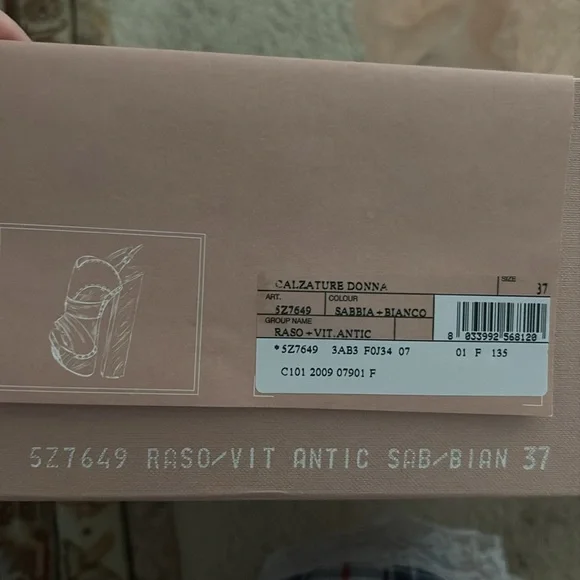 CALZATURE DONNA
SIZE
37
ART.
5Z7649
COLOUR
SABBIA+BIANCO
GROUP NAME
RASO+VIT.ANTIC
8 033992 568120
*5Z7649 3AB3 F0J34 07 01 F 135
C101 2009 07901 F
5Z7649 RASO/VIT ANTIC SAB/BIAN 37